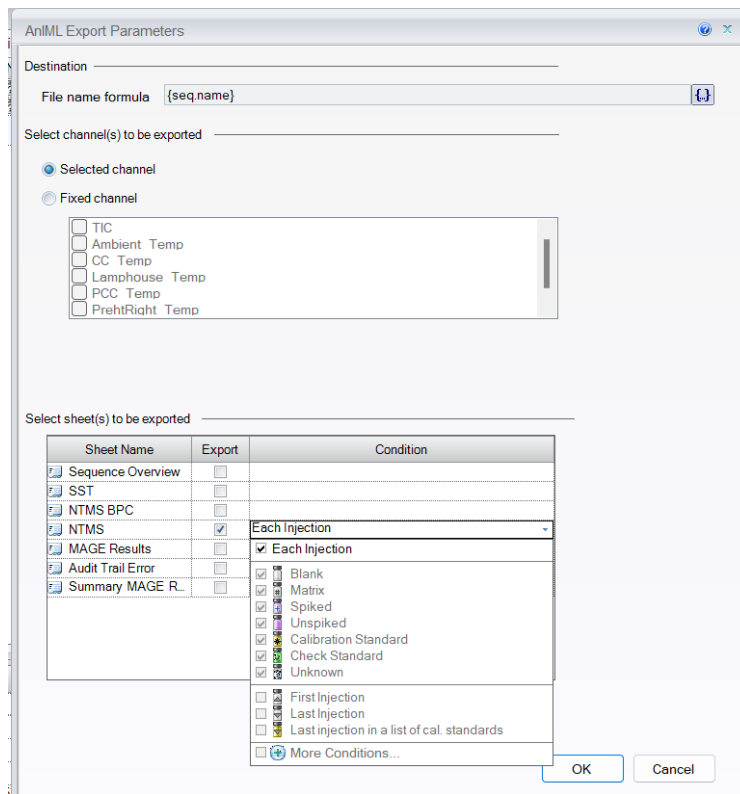 AnIML Export Parameters
Destination
File name formula {seq.name}
Select channel(s) to be exported
Selected channel
Fixed channel
TIC
Ambient_Temp
CC_Temp
Lamphouse_Temp
PCC_Temp
PrehtRight_Temp
Select sheet(s) to be exported
Sheet Name Export Condition
Sequence Overview
SST
NTMS BPC
NTMS Each Injection
MAGE Results Each Injection
Audit Trail Error
Summary MAGE R...
Blank
Matrix
Spiked
Unspiked
Calibration Standard
Check Standard
Unknown
First Injection
Last Injection
Last injection in a list of cal. standards
More Conditions...
OK Cancel